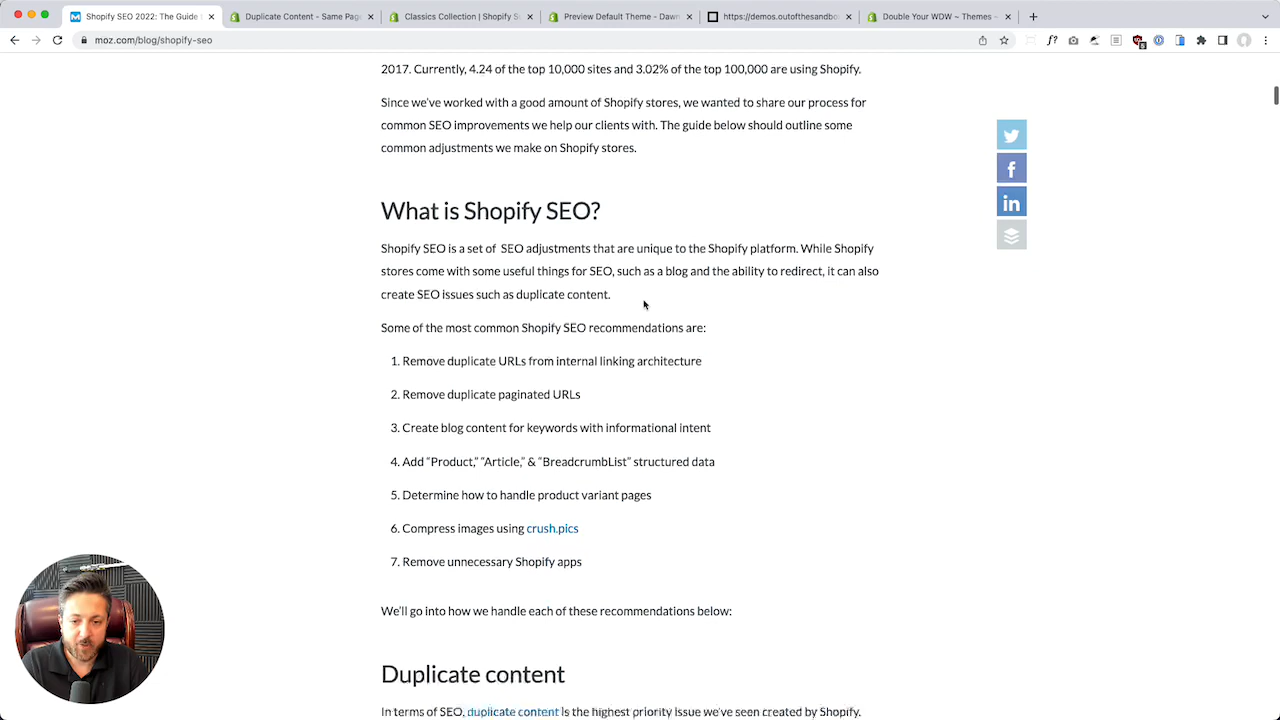 Shopify SEO 2022: The Guide
Duplicate Content - Same Page
Classics Collection | Shopify S
Preview Default Theme - Dawn
https://demos.outofthesandbo
Double Your WDW ~ Themes ~
moz.com/blog/shopify-seo
2017. Currently, 4.24 of the top 10,000 sites and 3.02% of the top 100,000 are using Shopify.
Since we've worked with a good amount of Shopify stores, we wanted to share our process for
common SEO improvements we help our clients with. The guide below should outline some
common adjustments we make on Shopify stores.
What is Shopify SEO?
Shopify SEO is a set of SEO adjustments that are unique to the Shopify platform. While Shopify
stores come with some useful things for SEO, such as a blog and the ability to redirect, it can also
create SEO issues such as duplicate content.
Some of the most common Shopify SEO recommendations are:
1. Remove duplicate URLs from internal linking architecture
2. Remove duplicate paginated URLs
3. Create blog content for keywords with informational intent
4. Add “Product,” “Article,” & “BreadcrumbList” structured data
5. Determine how to handle product variant pages
6. Compress images using crush.pics
7. Remove unnecessary Shopify apps
We'll go into how we handle each of these recommendations below:
Duplicate content
In terms of SEO, duplicate content is the highest priority issue we've seen created by Shopify.